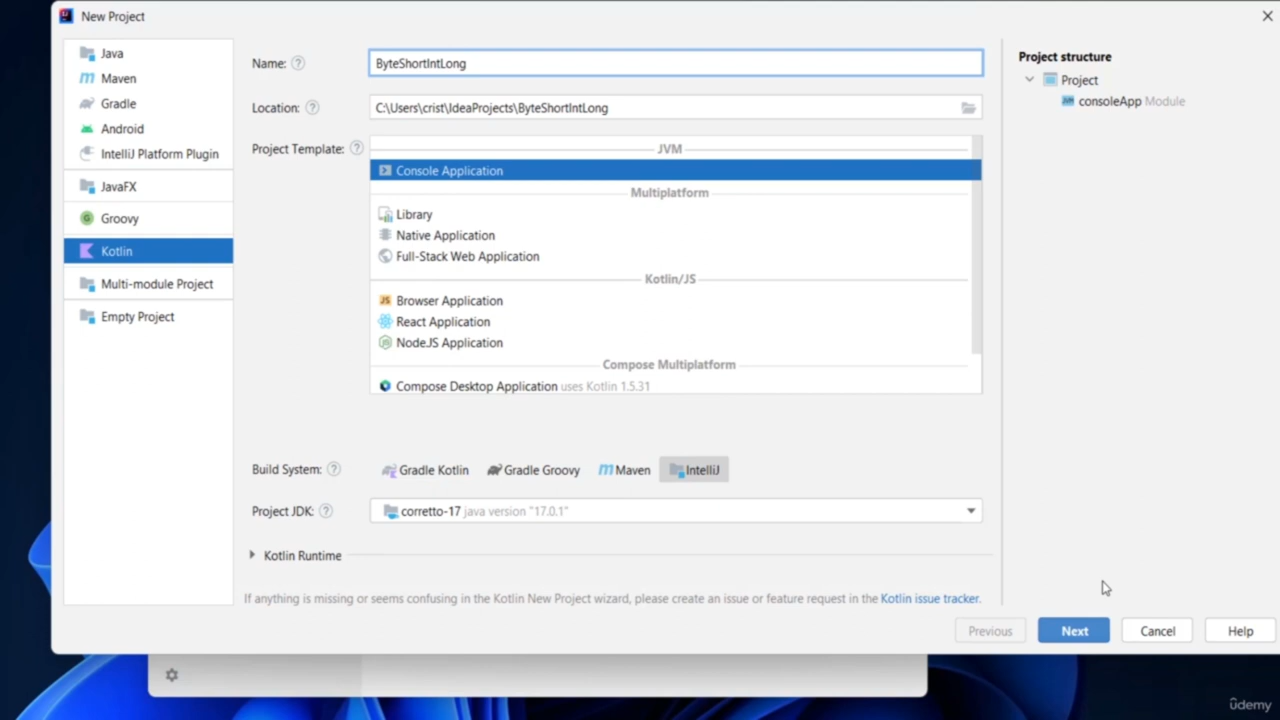 New Project
Java
Maven
Gradle
Android
IntelliJ Platform Plugin
JavaFX
Groovy
Kotlin
Multi-module Project
Empty Project
Name: ?
ByteShortIntLong
Location: ?
C:\Users\crist\IdeaProjects\ByteShortIntLong
Project Template: ?
JVM
Console Application
Multiplatform
Library
Native Application
Full-Stack Web Application
Kotlin/JS
Browser Application
React Application
NodeJS Application
Compose Multiplatform
Compose Desktop Application uses Kotlin 1.5.31
Build System: ? Gradle Kotlin Gradle Groovy Maven IntelliJ
Project JDK: ? corretto-17 java version "17.0.1"
Kotlin Runtime
If anything is missing or seems confusing in the Kotlin New Project wizard, please create an issue or feature request in the Kotlin issue tracker.
Project structure
Project
consoleApp Module
Previous Next Cancel Help
udemy